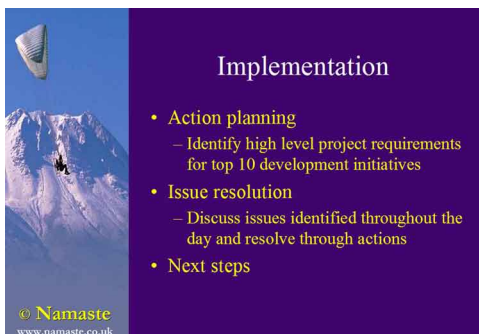 Implementation
• Action planning
– Identify high level project requirements
for top 10 development initiatives
• Issue resolution
– Discuss issues identified throughout the
day and resolve through actions
• Next steps
© Namaste
www.namaste.co.uk